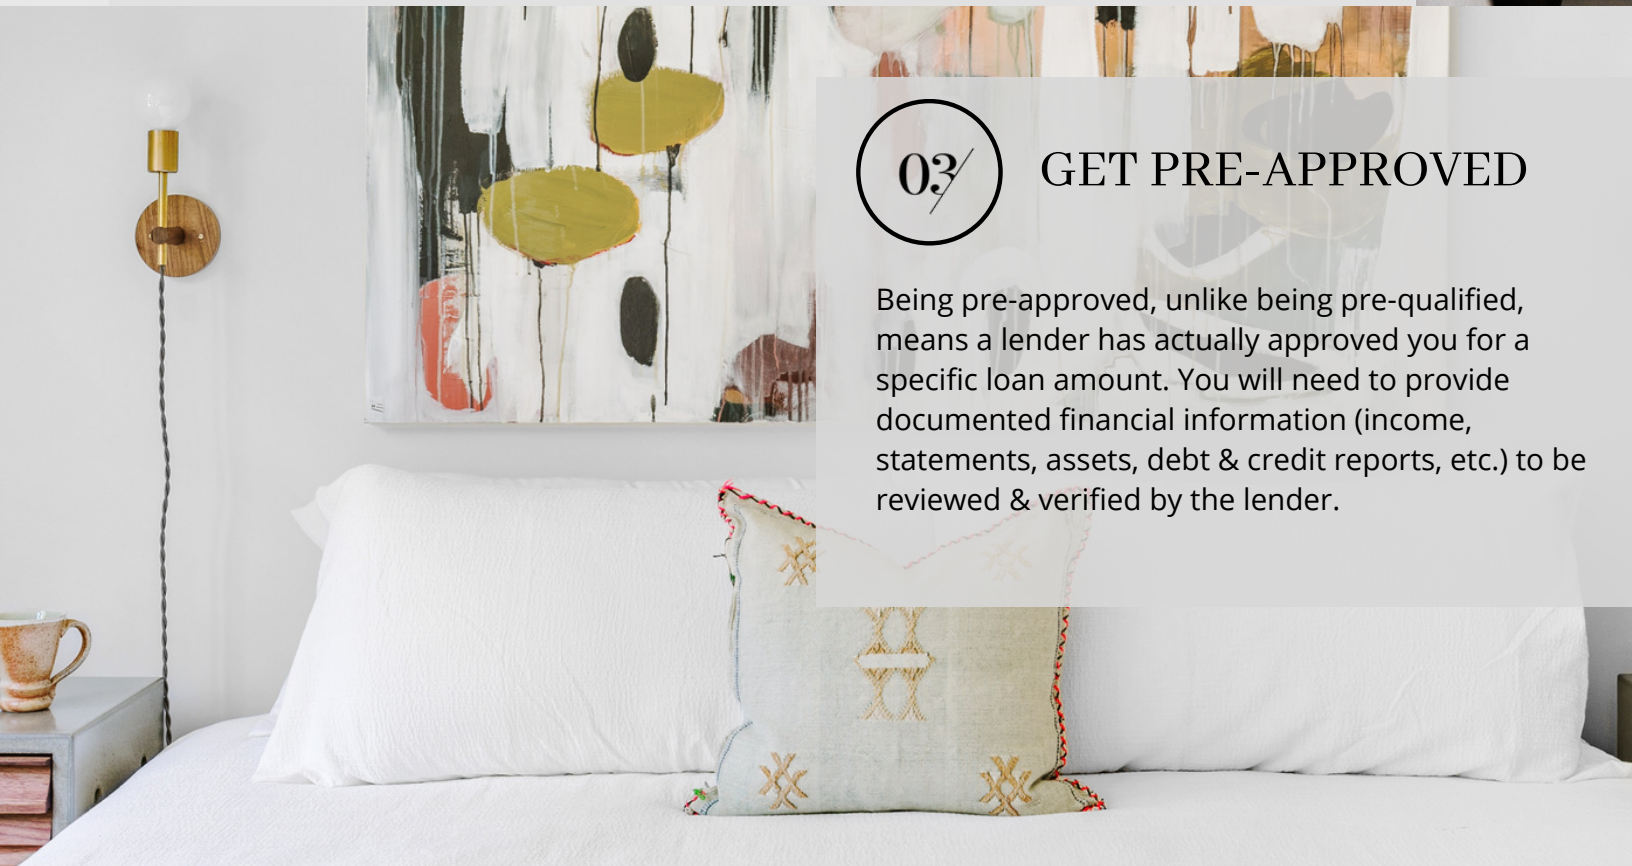 03
GET PRE-APPROVED
Being pre-approved, unlike being pre-qualified,
means a lender has actually approved you for a
specific loan amount. You will need to provide
documented financial information (income,
statements, assets, debt & credit reports, etc.) to be
reviewed & verified by the lender.